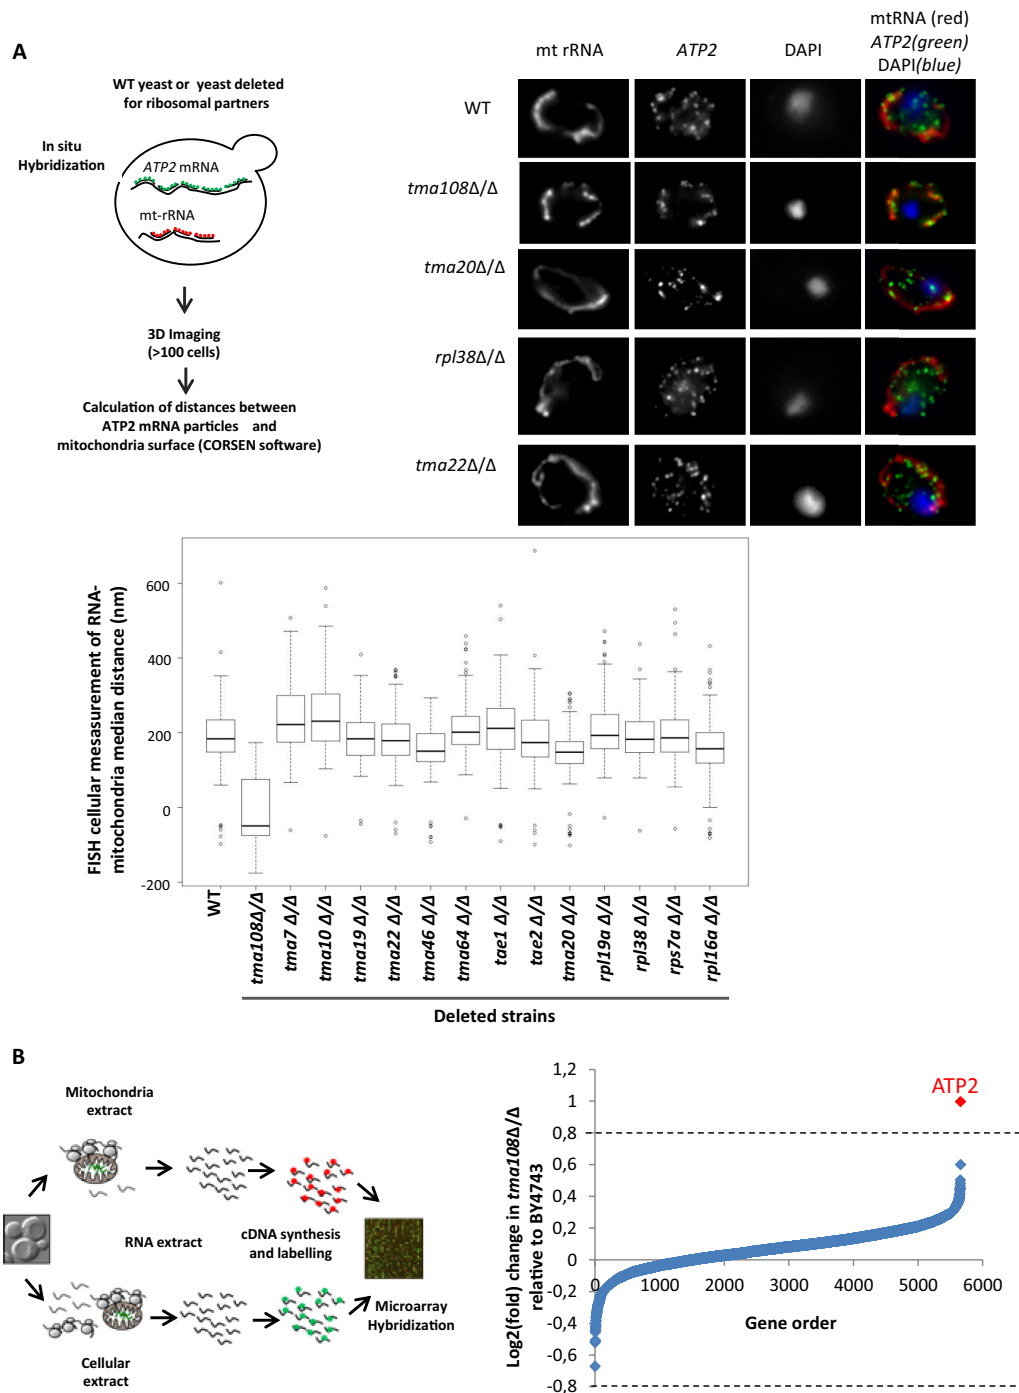 A
WT yeast or yeast deleted
for ribosomal partners
In situ
Hybridization
ATP2 mRNA
mt-rRNA
3D Imaging
(>100 cells)
Calculation of distances between
ATP2 mRNA particles and
mitochondria surface (CORSEN software)
mt rRNA
ATP2
DAPI
mtRNA (red)
ATP2(green)
DAPI(blue)
WT
tma108Δ/Δ
tma20Δ/Δ
rpl38Δ/Δ
tma22Δ/Δ
FISH cellular mesasurement of RNA-
mitochondria median distance (nm)
600
400
200
0
-200
WT
tma108Δ/Δ
tma7 Δ/Δ
tma10 Δ/Δ
tma19 Δ/Δ
tma22 Δ/Δ
tma46 Δ/Δ
tma64 Δ/Δ
tae1 Δ/Δ
tae2 Δ/Δ
tma20 Δ/Δ
rpl19a Δ/Δ
rpl38 Δ/Δ
rps7a Δ/Δ
rpl16a Δ/Δ
Deleted strains
B
Mitochondria
extract
RNA extract
cDNA synthesis
and labelling
Microarray
Hybridization
Cellular
extract
Log2(fold) change in tma108Δ/Δ
relative to BY4743
1,2
1
0,8
0,6
0,4
0,2
0
-0,2
-0,4
-0,6
-0,8
ATP2
0
1000
2000
3000
4000
5000
6000
Gene order